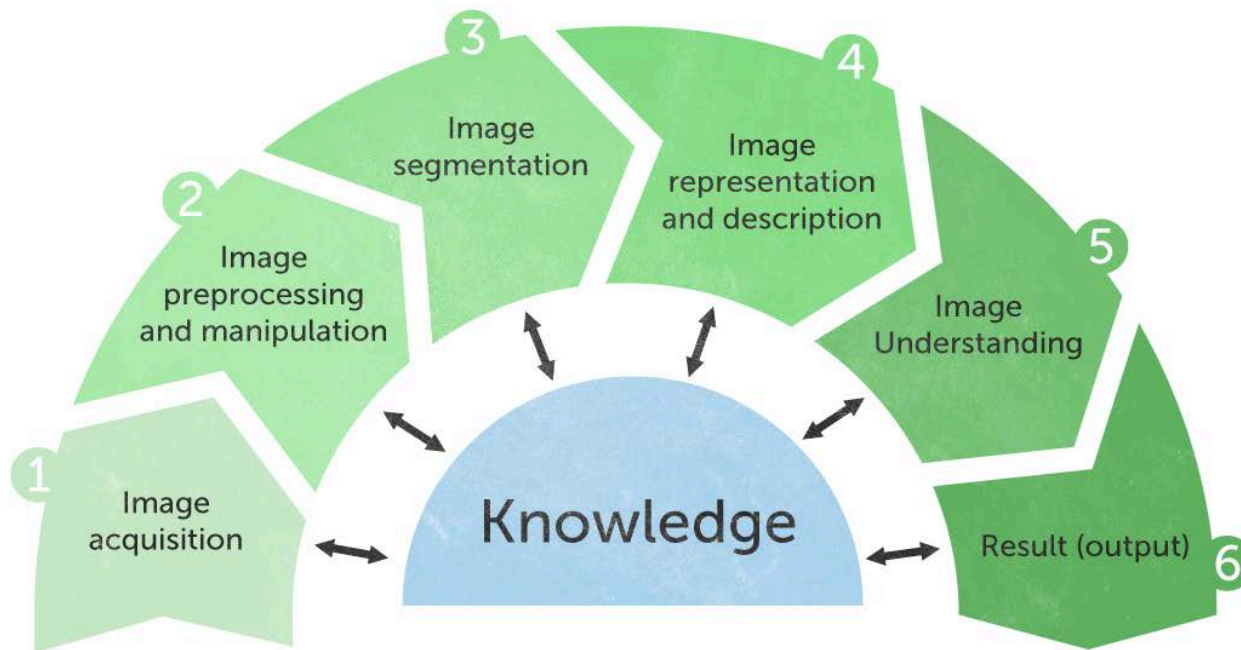 1
Image
acquisition
2
Image
preprocessing
and manipulation
3
Image
segmentation
4
Image
representation
and description
5
Image
Understanding
6
Result (output)
Knowledge